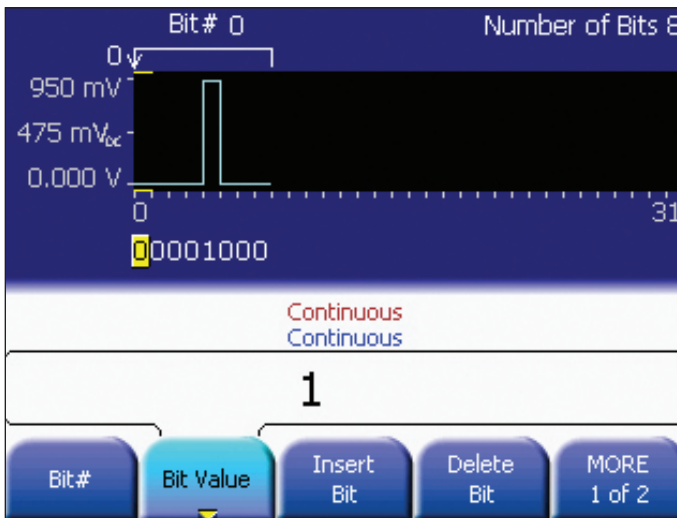 Bit# 0
Number of Bits 8
0
950 mV
475 mVdc
0.000 V
0
31
00001000
Continuous
Continuous
1
Bit#
Bit Value
Insert
Bit
Delete
Bit
MORE
1 of 2